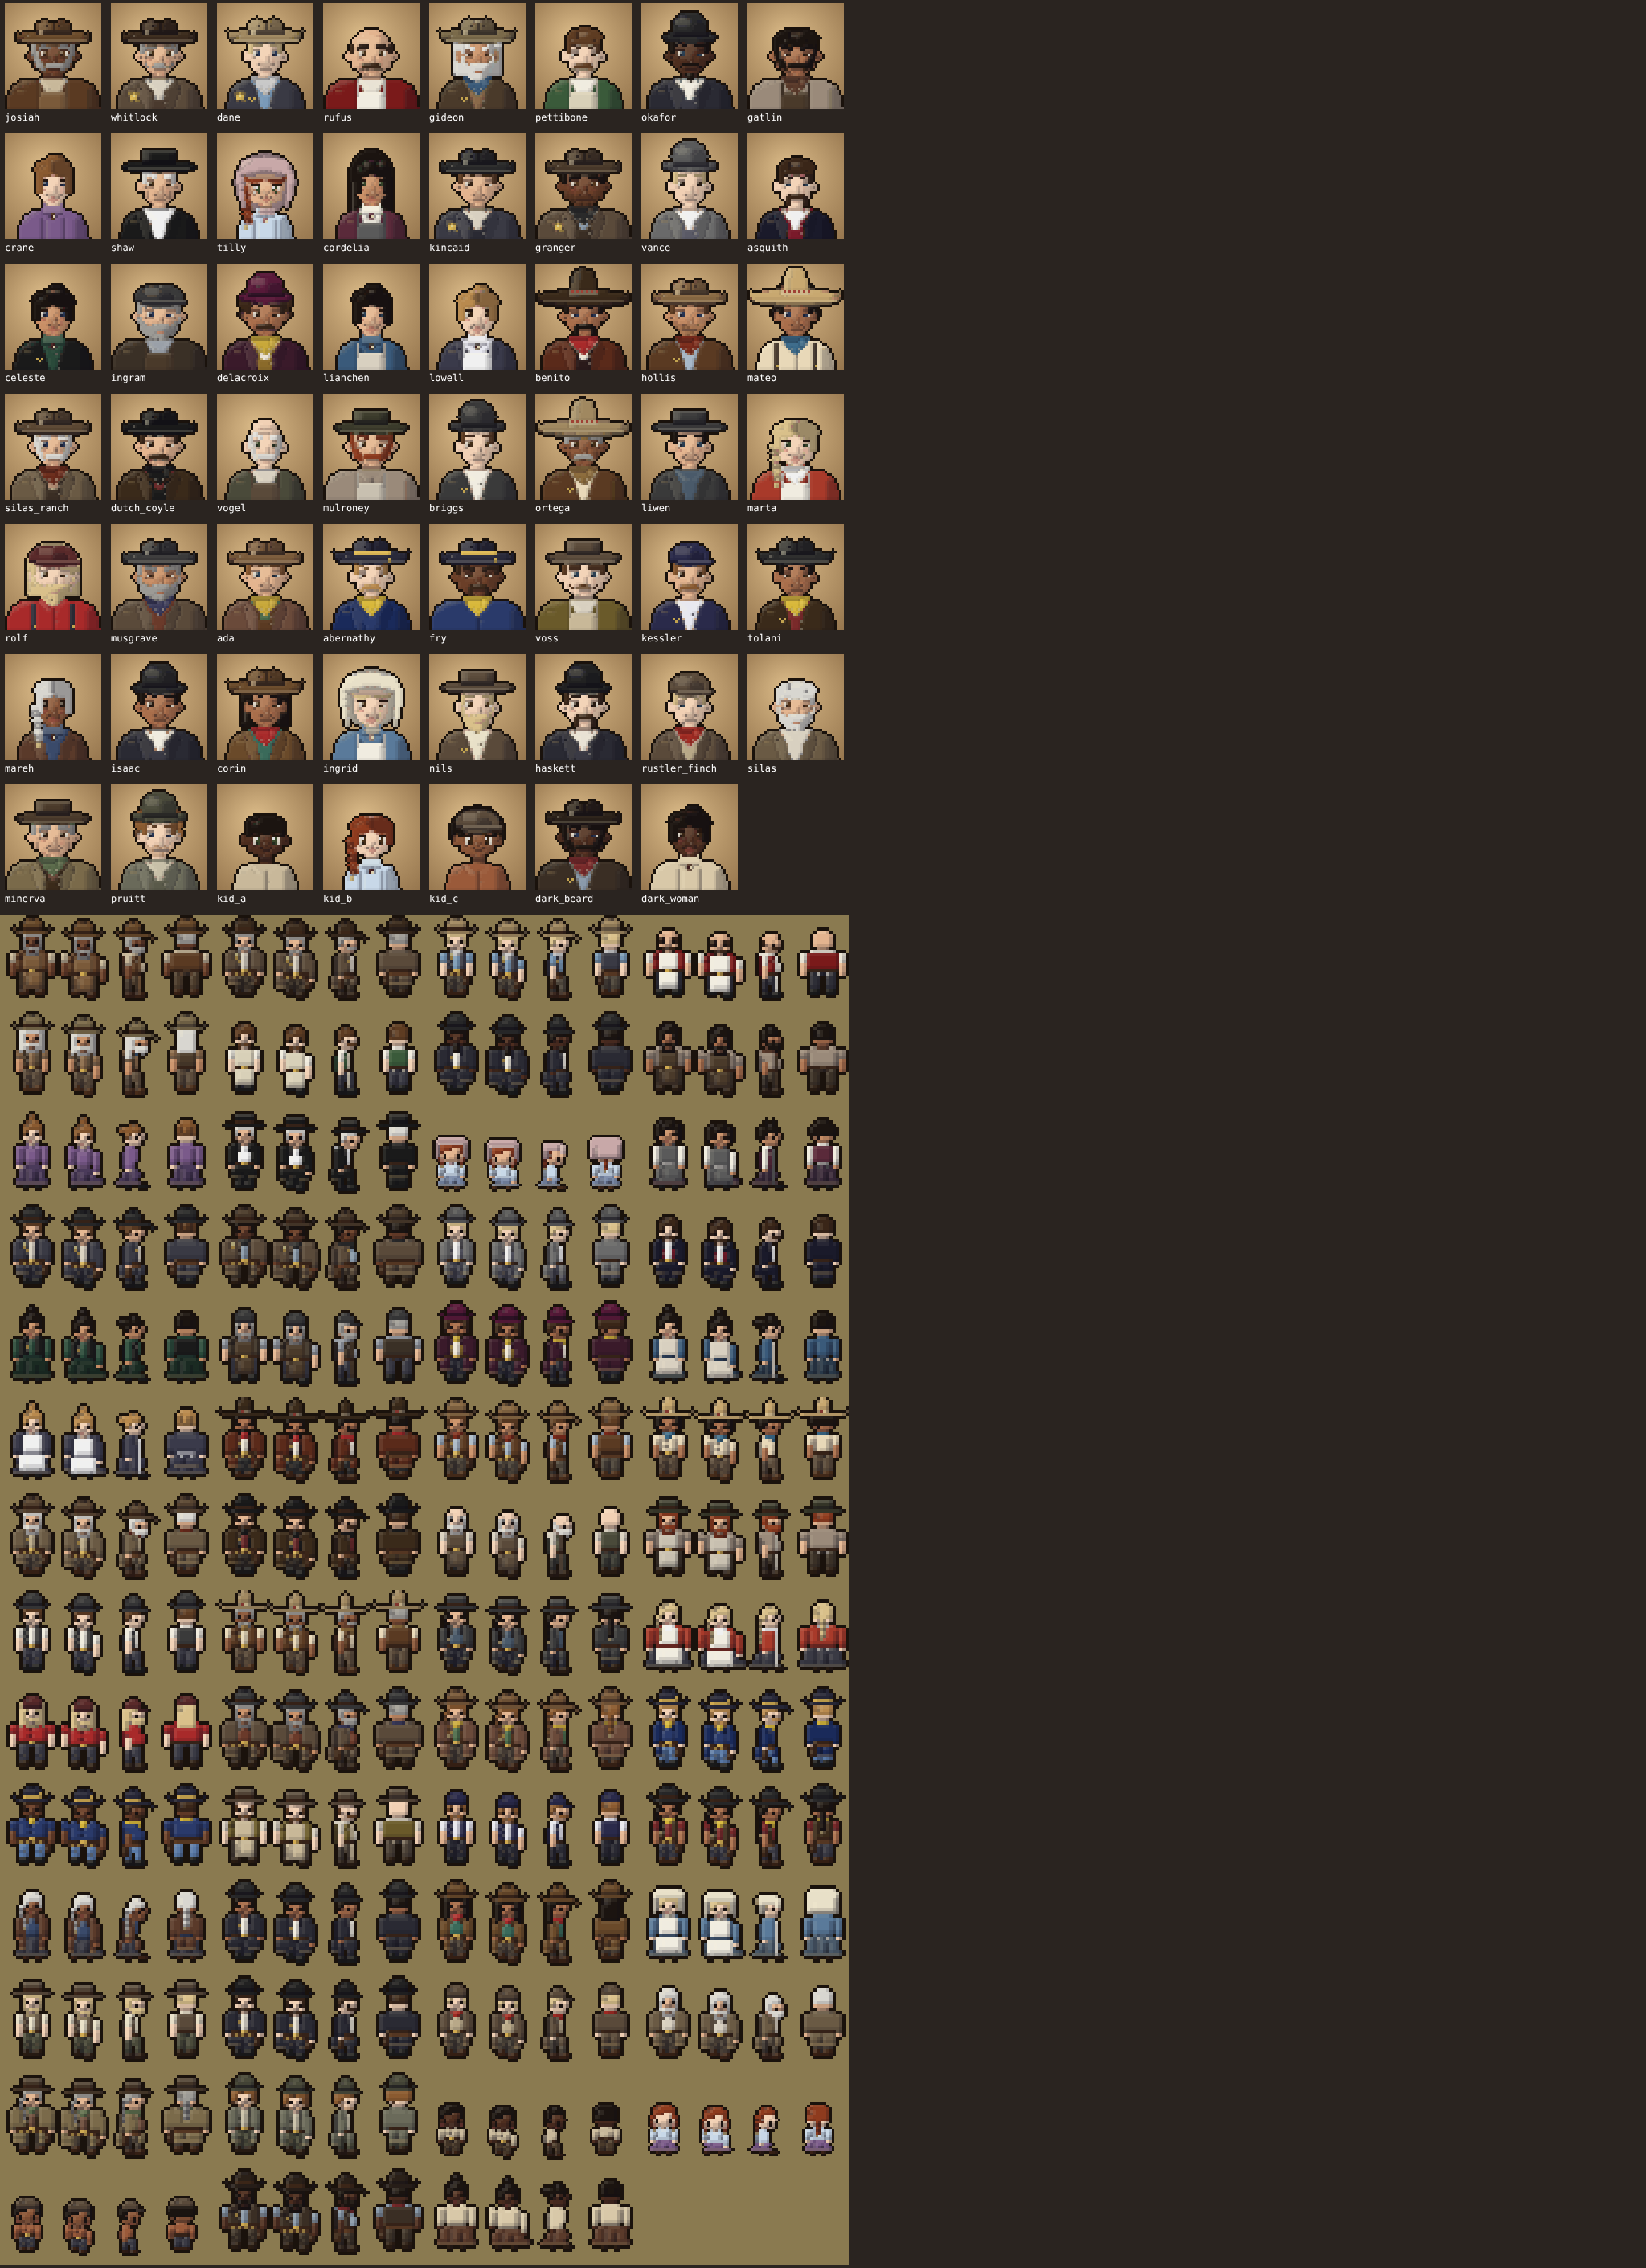 josiah whitlock dane rufus gideon pettibone okafor gatlin
crane shaw tilly cordelia kincaid granger vance asquith
celeste ingram delacroix lianchen lowell benito hollis mateo
silas_ranch dutch_coyle vogel mulroney briggs ortega liwen marta
rolf musgrave ada abernathy fry voss kessler tolani
mareh isaac corin ingrid nils haskett rustler_finch silas
minerva pruitt kid_a kid_b kid_c dark_beard dark_woman